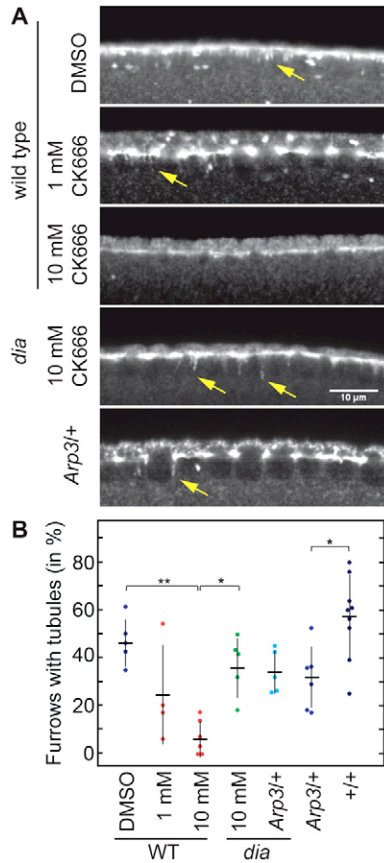 A
wild type
DMSO
1 mM
CK666
10 mM
CK666
dia
10 mM
CK666
10 µm
Arp3/+
B
Furrows with tubules (in %)
80
60
40
20
0
**
*
*
DMSO
1 mM
10 mM
10 mM
Arp3/+
Arp3/+
+/+
WT
dia